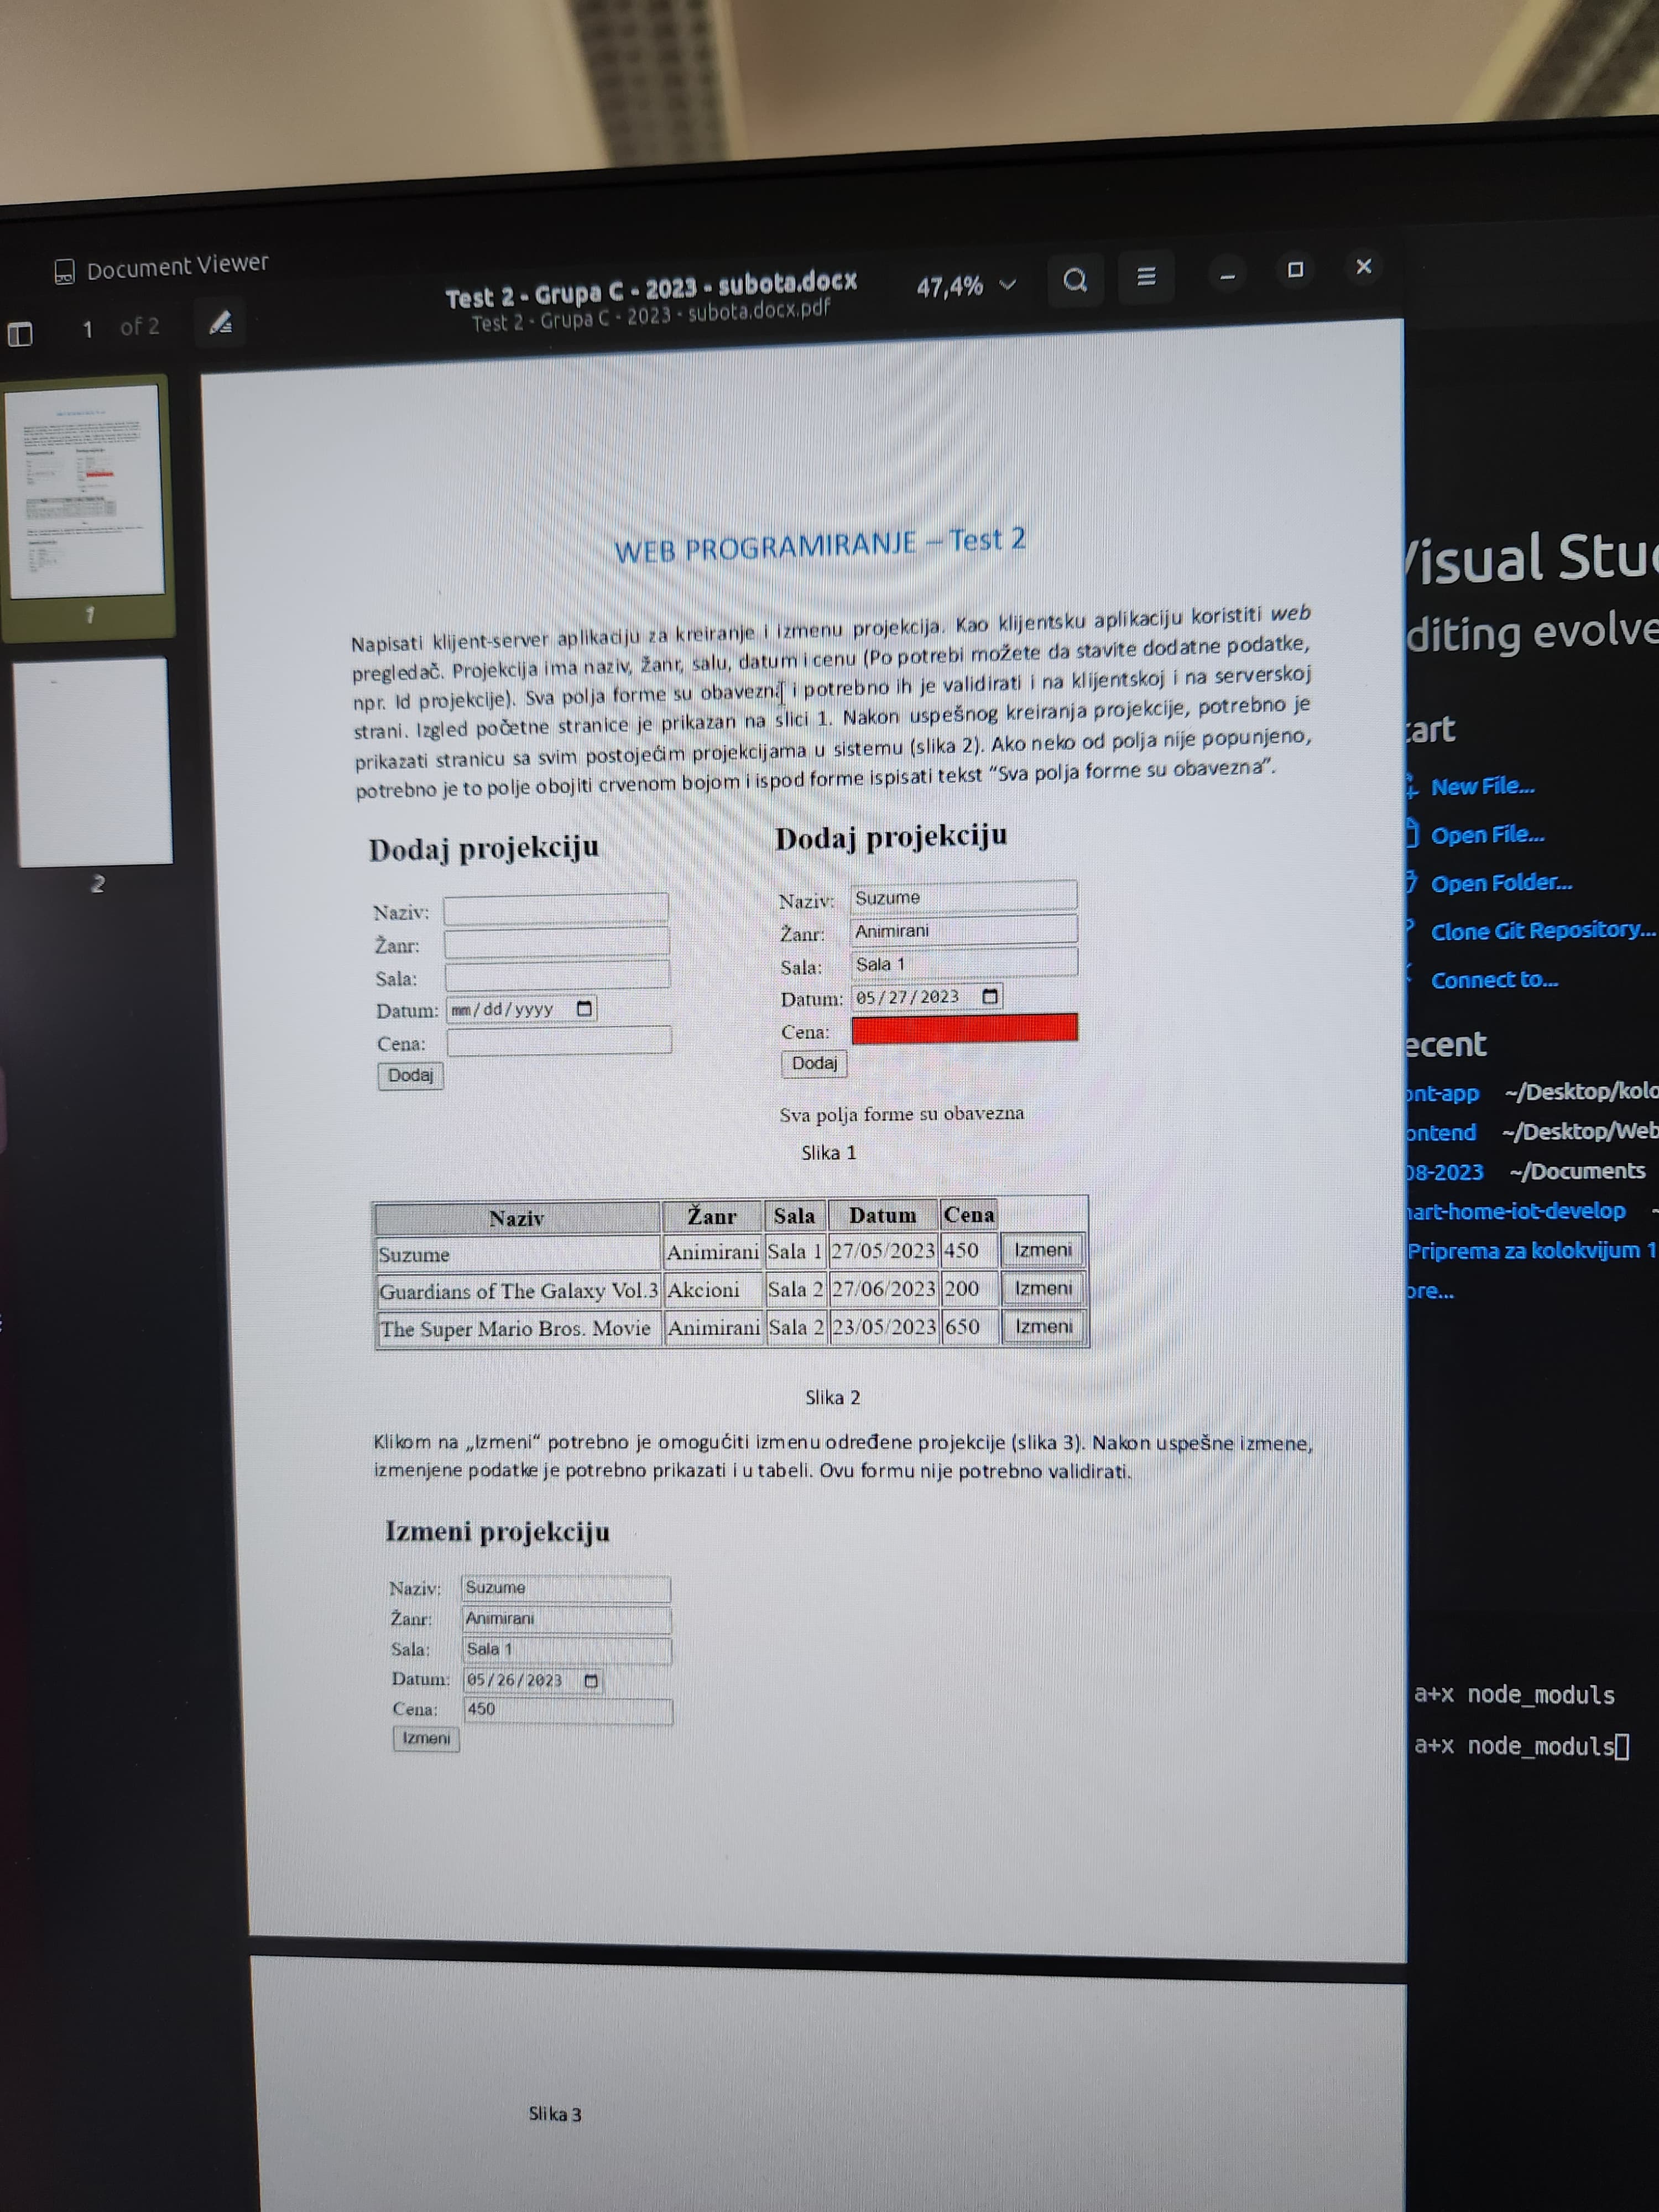 Document Viewer
Test 2 - Grupa C - 2023 - subota.docx
Test 2 - Grupa C - 2023 - subota.docx.pdf
47,4%
1 of 2
1
2
WEB PROGRAMIRANJE – Test 2
Napisati klijent-server aplikaciju za kreiranje i izmenu projekcija. Kao klijentsku aplikaciju koristiti web
pregledač. Projekcija ima naziv, žanr, salu, datum i cenu (Po potrebi možete da stavite dodatne podatke,
npr. Id projekcije). Sva polja forme su obavezna i potrebno ih je validirati i na klijentskoj i na serverskoj
strani. Izgled početne stranice je prikazan na slici 1. Nakon uspešnog kreiranja projekcije, potrebno je
prikazati stranicu sa svim postojećim projekcijama u sistemu (slika 2). Ako neko od polja nije popunjeno,
potrebno je to polje obojiti crvenom bojom i ispod forme ispisati tekst “Sva polja forme su obavezna”.
Dodaj projekciju
Naziv:
Žanr:
Sala:
Datum: mm/dd/yyyy
Cena:
Dodaj
Dodaj projekciju
Naziv: Suzume
Žanr: Animirani
Sala: Sala 1
Datum: 05/27/2023
Cena:
Dodaj
Sva polja forme su obavezna
Slika 1
Naziv Žanr Sala Datum Cena
Suzume Animirani Sala 1 27/05/2023 450 Izmeni
Guardians of The Galaxy Vol.3 Akcioni Sala 2 27/06/2023 200 Izmeni
The Super Mario Bros. Movie Animirani Sala 2 23/05/2023 650 Izmeni
Slika 2
Klikom na „Izmeni“ potrebno je omogućiti izmenu određene projekcije (slika 3). Nakon uspešne izmene,
izmenjene podatke je potrebno prikazati i u tabeli. Ovu formu nije potrebno validirati.
Izmeni projekciju
Naziv: Suzume
Žanr: Animirani
Sala: Sala 1
Datum: 05/26/2023
Cena: 450
Izmeni
Slika 3
Visual Stu
diting evolve
tart
New File...
Open File...
Open Folder...
Clone Git Repository...
Connect to...
ecent
ont-app ~/Desktop/kolo
ontend ~/Desktop/Web
08-2023 ~/Documents
nart-home-iot-develop ~
Priprema za kolokvijum 1
ore...
a+x node_moduls
a+x node_moduls